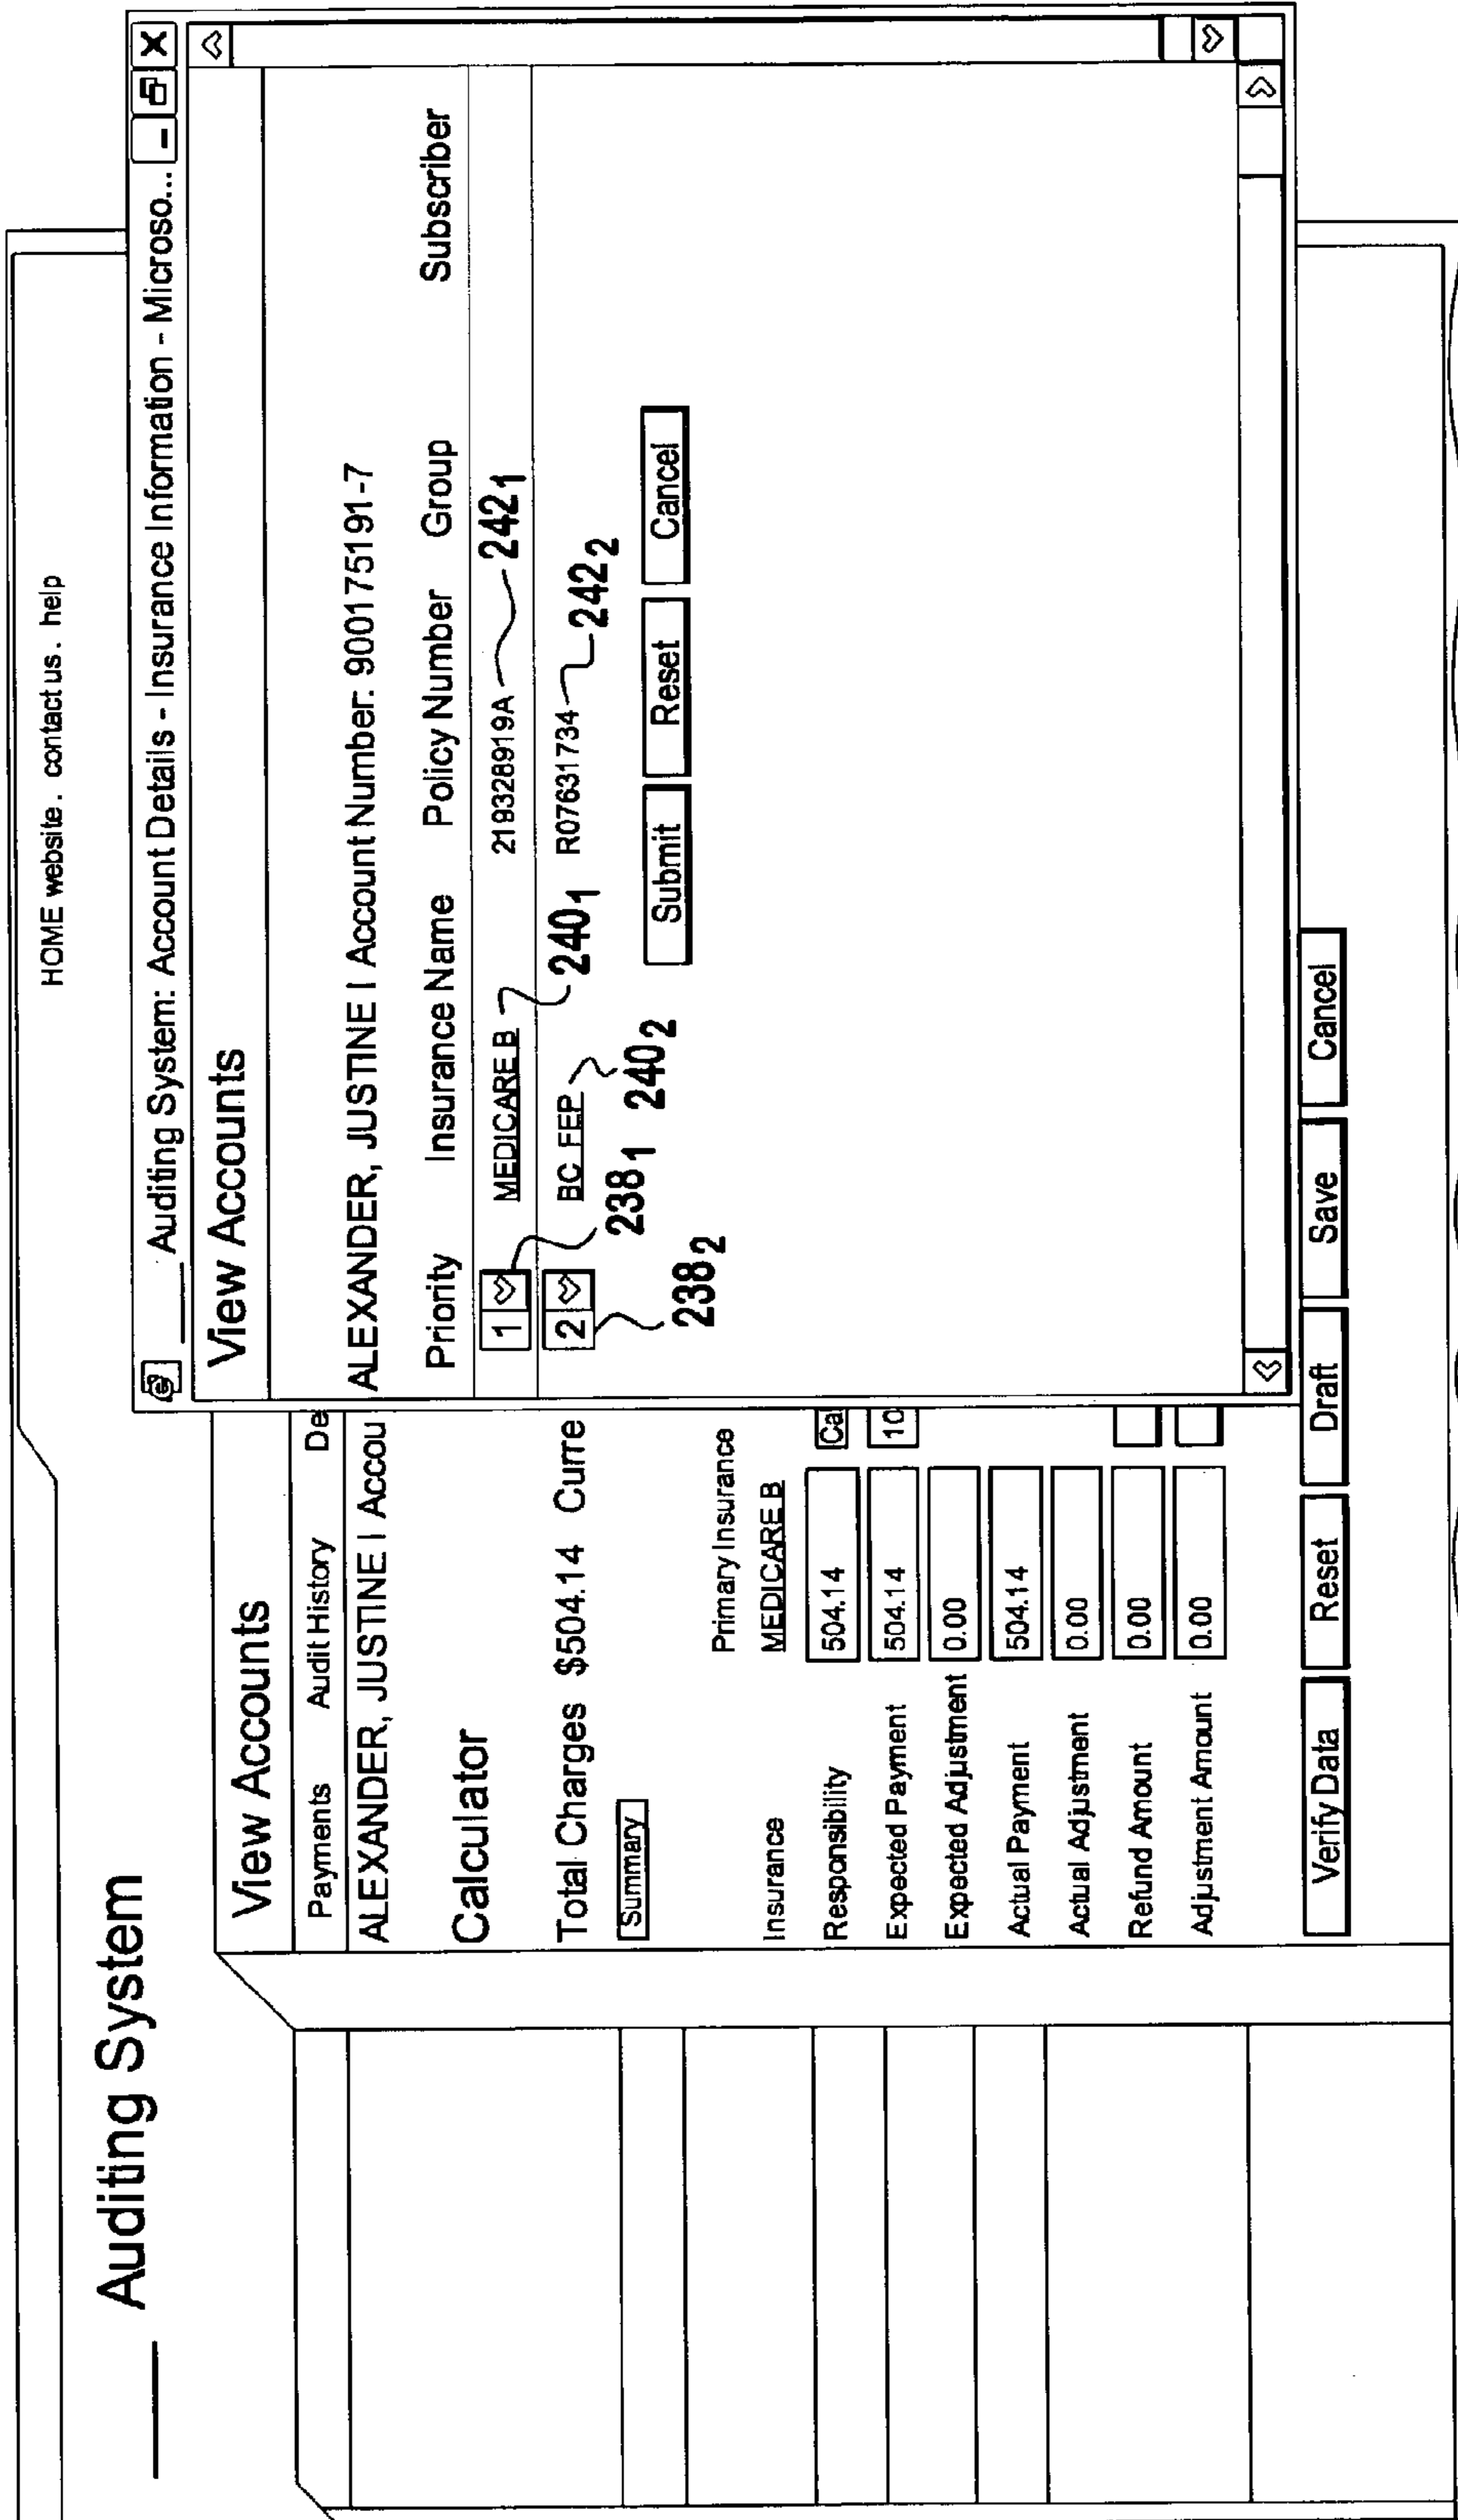 HOME website. contact us. help
Auditing System
View Accounts
Payments Audit History De
ALEXANDER, JUSTINE I Accou
Calculator
Total Charges $504.14 Curre
Summary
Primary Insurance
Insurance MEDICARE B
Responsibility 504.14 Ca
Expected Payment 504.14 10
Expected Adjustment 0.00
Actual Payment 504.14
Actual Adjustment 0.00
Refund Amount 0.00
Adjustment Amount 0.00
Verify Data Reset Draft Save Cancel
Auditing System: Account Details - Insurance Information - Microso... X
View Accounts
ALEXANDER, JUSTINE I Account Number: 900175191-7
Priority Insurance Name Policy Number Group Subscriber
1 MEDICARE B 219328919A 242₁
240₁
2 BC FEP R07631734 242₂
238₁ 240₂
238₂
Submit Reset Cancel